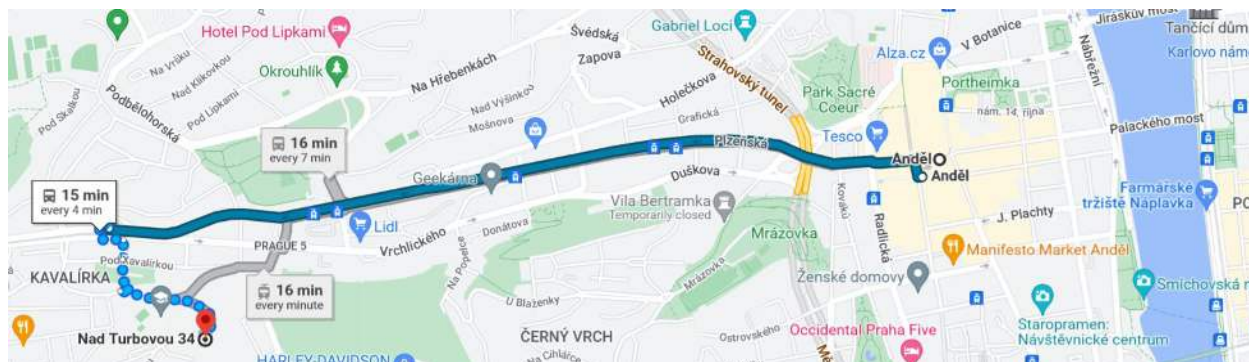 Hotel Pod Lipkami
Na Vršku
Nad Klikovkou
Pod Lipkami
Okrouhlík
Podbělohorská
Na Hřebenkách
Švédská
Zapova
Gabriel Loci
Strahovský tunel
Holečkova
Nad Výšinkou
Mošnova
Grafická
Park Sacré
Coeur
Alza.cz
V Botanice
Portheimka
nám. 14. října
Jiráskův most
Tančící dům
Karlovo nám
Nábřežní
Palackého most
Tesco
Plzeňská
Anděl
Anděl
16 min
every 7 min
15 min
every 4 min
16 min
every minute
Geekárna
Duškova
Lidl
Vrchlického
Donátova
Na Popelce
PRAGUE 5
Pod Kavalírkou
KAVALÍRKA
Nad Turbovou 34
HARLEY-DAVIDSON
U Blaženky
ČERNÝ VRCH
Na Cihlářce
Vila Bertramka
Temporarily closed
Mrázovka
Mrázovka
Ostrovského
Kováků
Radlická
Ženské domovy
J. Plachty
Manifesto Market Anděl
Farmářské
tržiště Náplavka
Smíchovská n
Staropramen:
Návštěvnické centrum
Occidental Praha Five